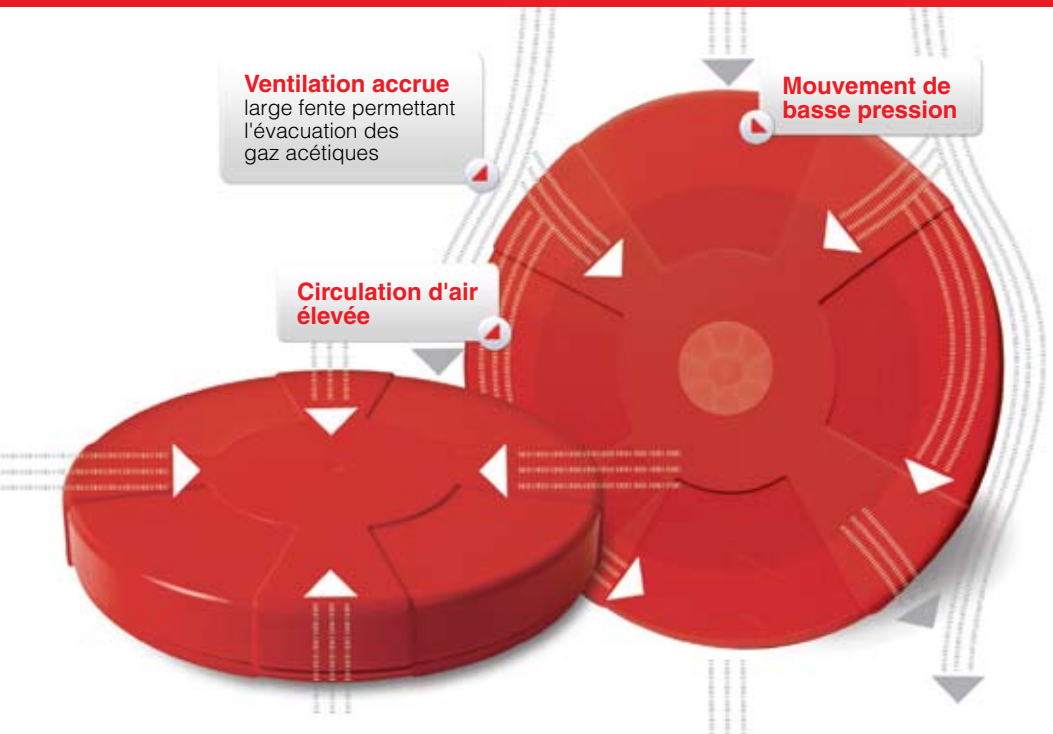 Ventilation accrue
large fente permettant
l'évacuation des
gaz acétiques
Mouvement de
basse pression
Circulation d'air
élevée